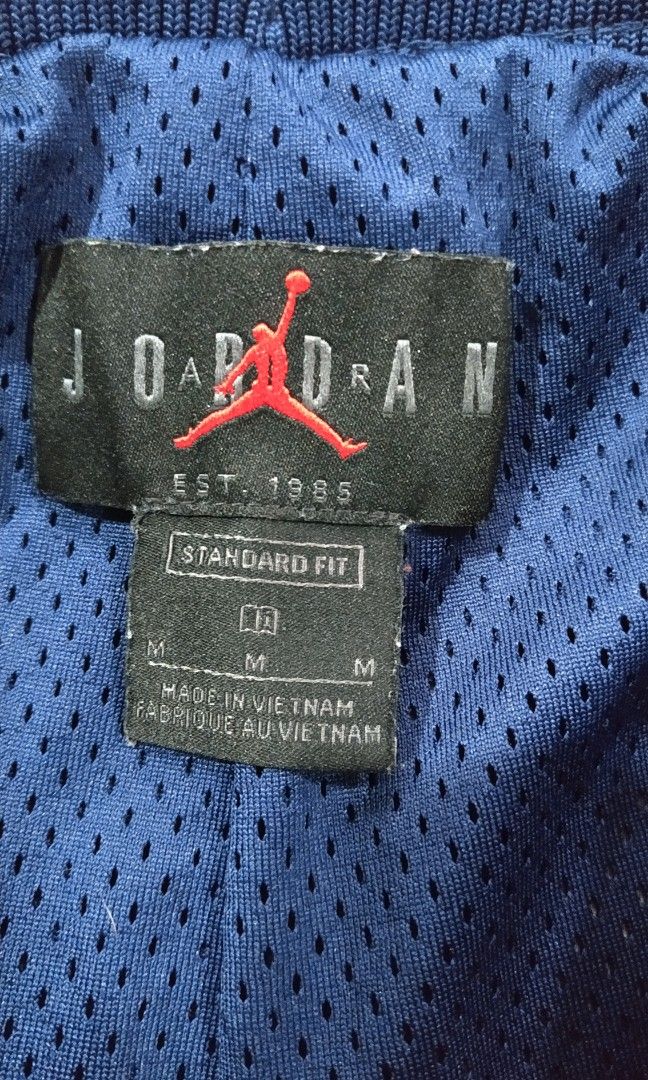 JORDAN
AIR
EST. 1985
STANDARD FIT
M M M
MADE IN VIETNAM
FABRIQUE AU VIETNAM